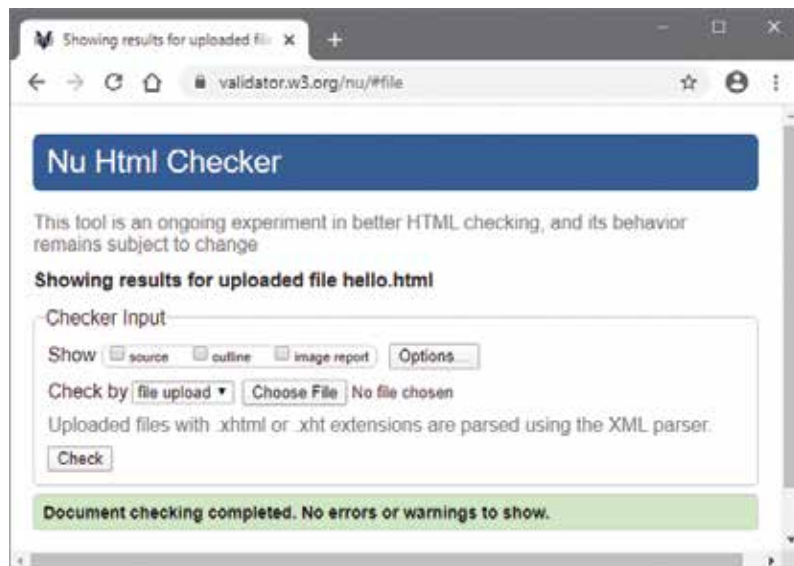 Showing results for uploaded fil
validator.w3.org/nu/#file
Nu Html Checker
This tool is an ongoing experiment in better HTML checking, and its behavior
remains subject to change
Showing results for uploaded file hello.html
Checker Input
Show source outline image report Options...
Check by file upload Choose File No file chosen
Uploaded files with .xhtml or .xht extensions are parsed using the XML parser.
Check
Document checking completed. No errors or warnings to show.